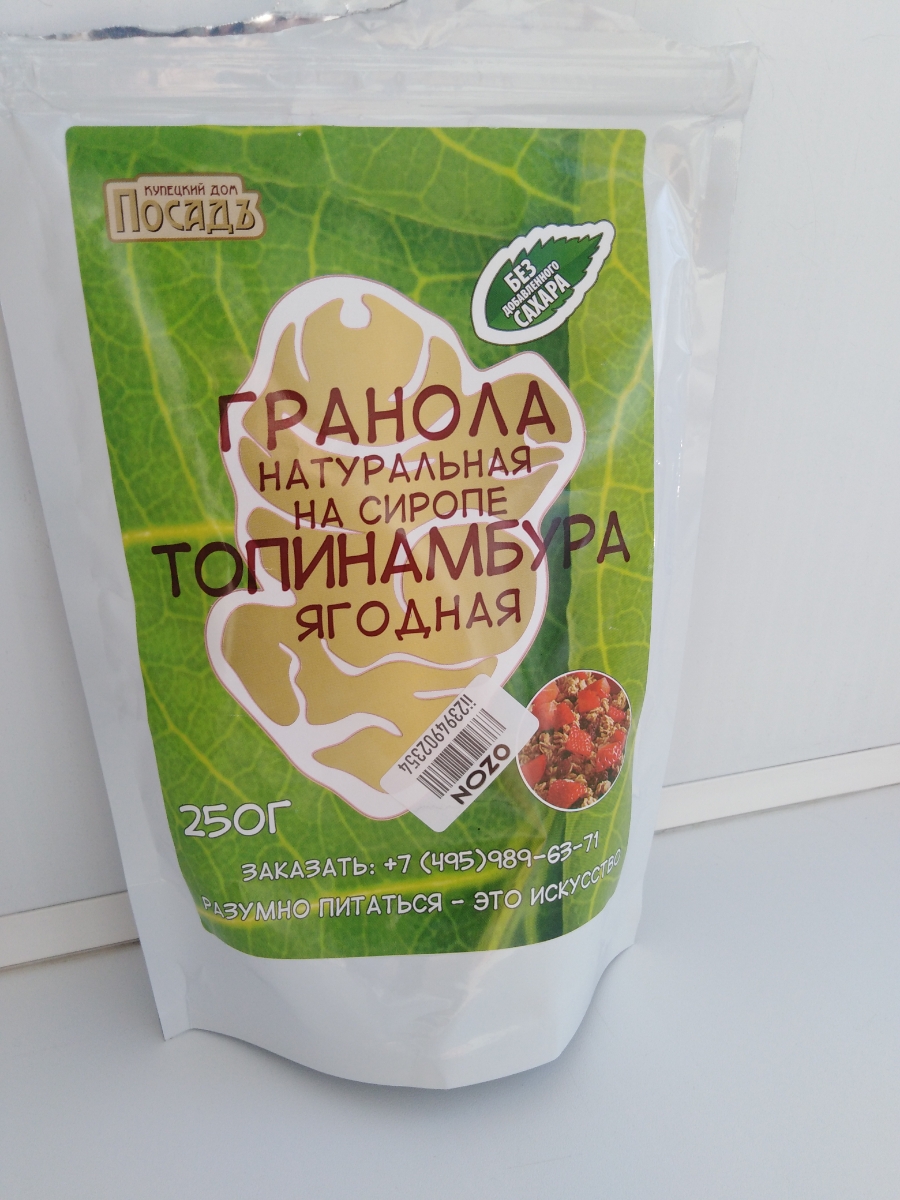 КУПЕЦКИЙ ДОМ
ПОСАДЪ
БЕЗ
ДОБАВЛЕННОГО
САХАРА
ГРАНОЛА
НАТУРАЛЬНАЯ
НА СИРОПЕ
ТОПИНАМБУРА
ЯГОДНАЯ
ii2394902354
OZON
250Г
ЗАКАЗАТЬ: +7 (495)989-63-71
РАЗУМНО ПИТАТЬСЯ - ЭТО ИСКУССТВО